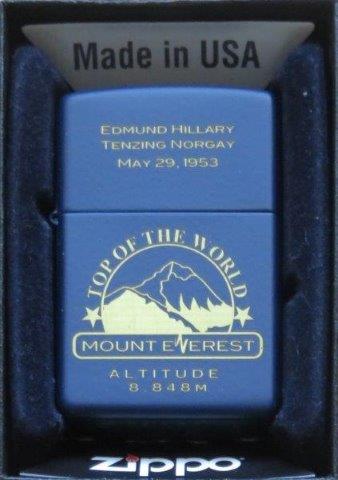 Made in USA
EDMUND HILLARY
TENZING NORGAY
MAY 29, 1953
TOP OF THE WORLD
MOUNT EVEREST
ALTITUDE
8.848M
zippo